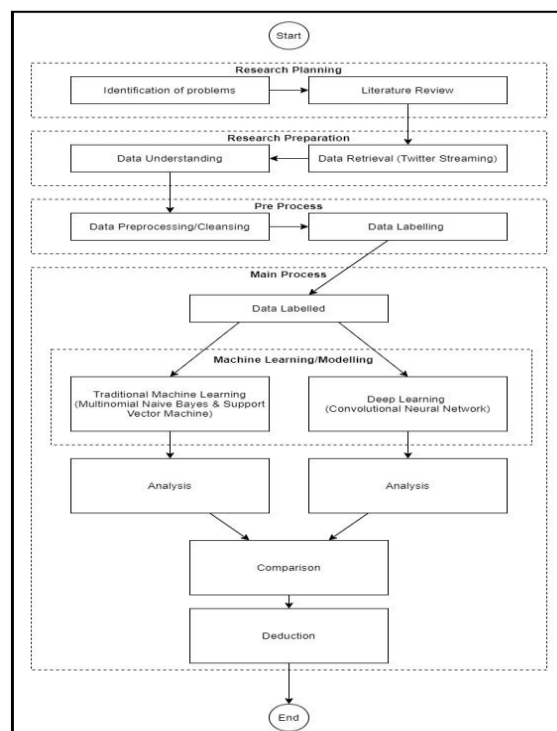 Start
Research Planning
Identification of problems
Literature Review
Research Preparation
Data Understanding
Data Retrieval (Twitter Streaming)
Pre Process
Data Preprocessing/Cleansing
Data Labelling
Main Process
Data Labelled
Machine Learning/Modelling
Traditional Machine Learning
(Multinomial Naive Bayes & Support
Vector Machine)
Deep Learning
(Convolutional Neural Network)
Analysis
Analysis
Comparison
Deduction
End